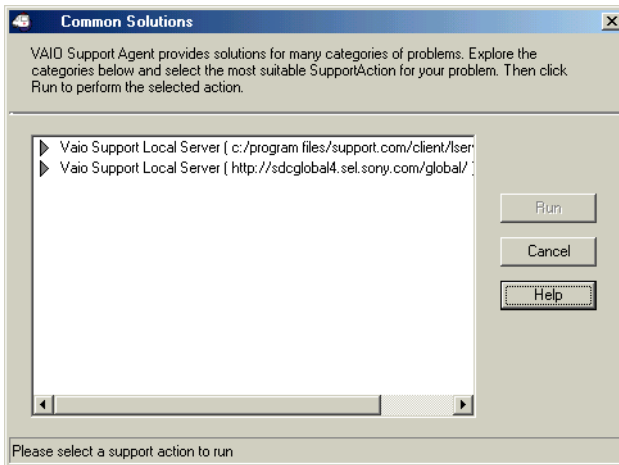 Common Solutions
VAIO Support Agent provides solutions for many categories of problems. Explore the
categories below and select the most suitable SupportAction for your problem. Then click
Run to perform the selected action.
Vaio Support Local Server ( c:/program files/support.com/client/lser
Vaio Support Local Server ( http://sdcglobal4.sel.sony.com/global/ )
Run
Cancel
Help
Please select a support action to run